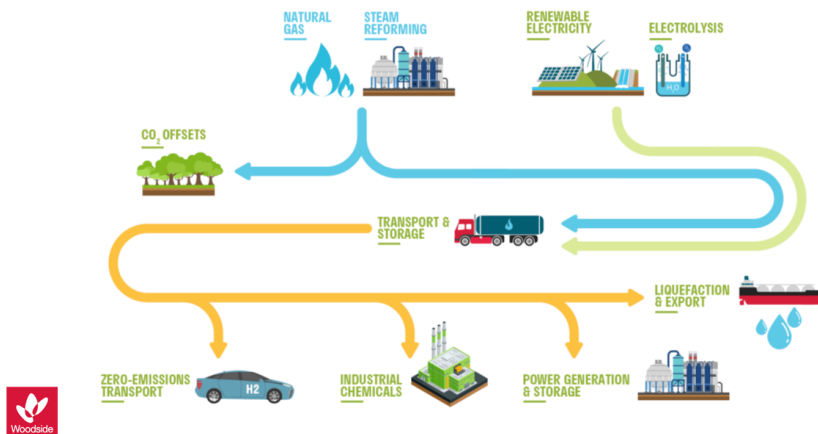 NATURAL
GAS
STEAM
REFORMING
RENEWABLE
ELECTRICITY
ELECTROLYSIS
H₂O
CO₂ OFFSETS
TRANSPORT &
STORAGE
LIQUEFACTION
& EXPORT
ZERO-EMISSIONS
TRANSPORT
H2
INDUSTRIAL
CHEMICALS
POWER GENERATION
& STORAGE
Woodside